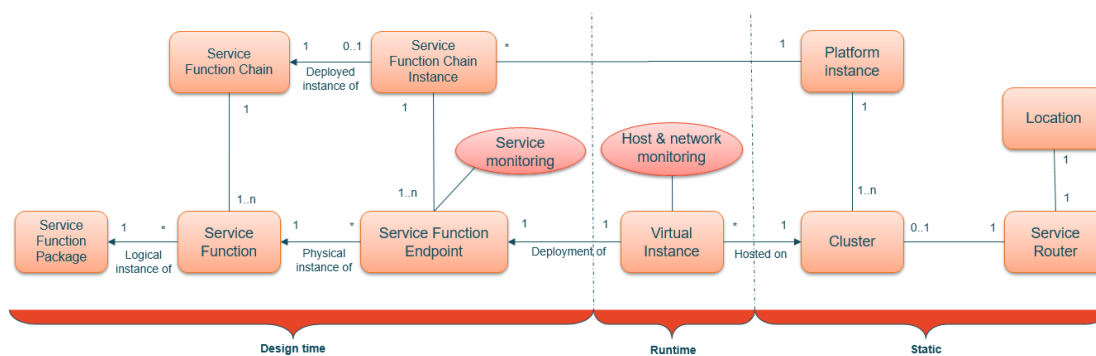 Service
Function Chain
1
0..1
Deployed
instance of
Service
Function Chain
Instance
*
1
Platform
instance
1
1
1
Location
Service
monitoring
Host & network
monitoring
1
1..n
1..n
1..n
1
Service
Function
Package
1
*
Logical
instance of
Service
Function
1
*
Physical
instance of
Service Function
Endpoint
1
1
Deployment of
Virtual
Instance
*
1
Hosted on
Cluster
0..1
1
Service
Router
Design time
Runtime
Static